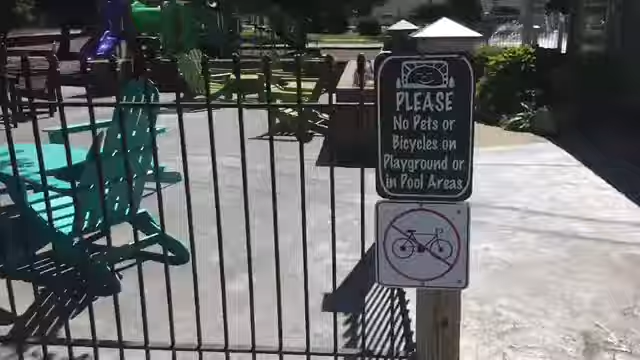 PLEASE
No Pets or
Bicycles on
Playground or
in Pool Areas